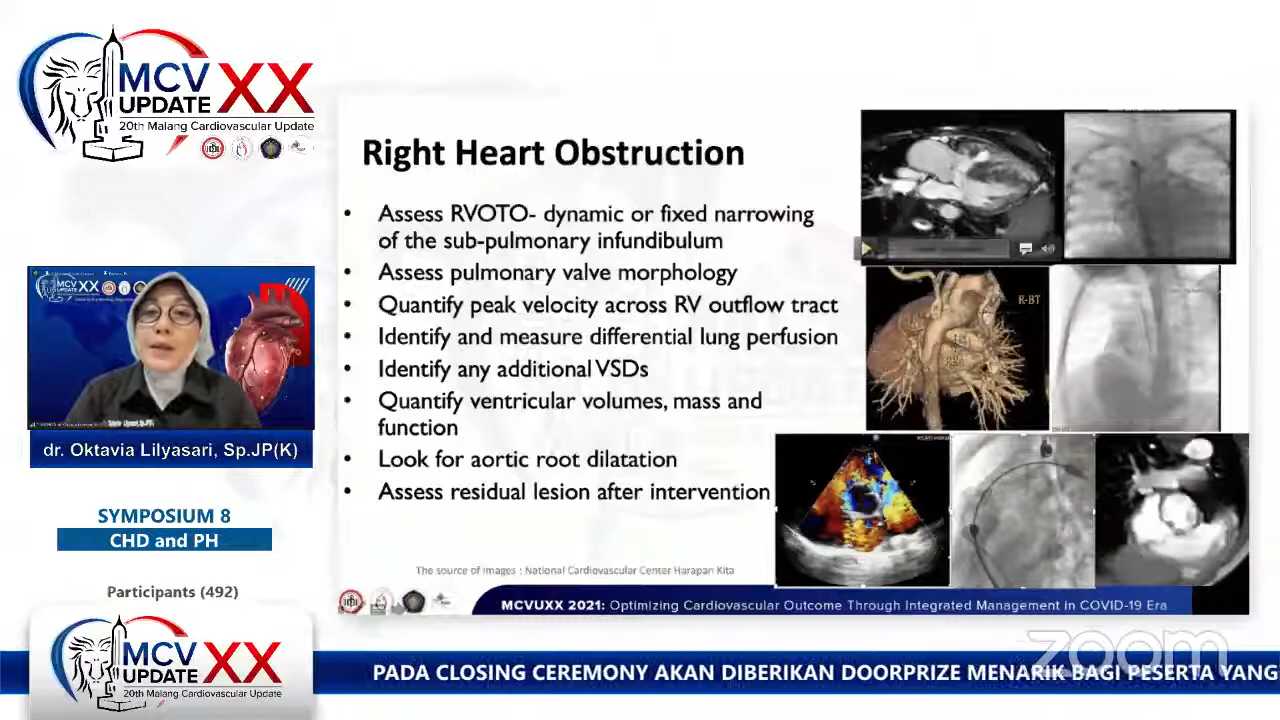 MCV
UPDATE
XX
20th Malang Cardiovascular Update
MCV
UPDATE
XX
dr. Oktavia Lilyasari, Sp.JP(K)
SYMPOSIUM 8
CHD and PH
Participants (492)
MCV
UPDATE
XX
20th Malang Cardiovascular Update
Right Heart Obstruction
• Assess RVOTO- dynamic or fixed narrowing
of the sub-pulmonary infundibulum
• Assess pulmonary valve morphology
• Quantify peak velocity across RV outflow tract
• Identify and measure differential lung perfusion
• Identify any additional VSDs
• Quantify ventricular volumes, mass and
function
• Look for aortic root dilatation
• Assess residual lesion after intervention
R-BT
The source of images : National Cardiovascular Center Harapan Kita
MCVUXX 2021: Optimizing Cardiovascular Outcome Through Integrated Management in COVID-19 Era
zoom
PADA CLOSING CEREMONY AKAN DIBERIKAN DOORPRIZE MENARIK BAGI PESERTA YANG